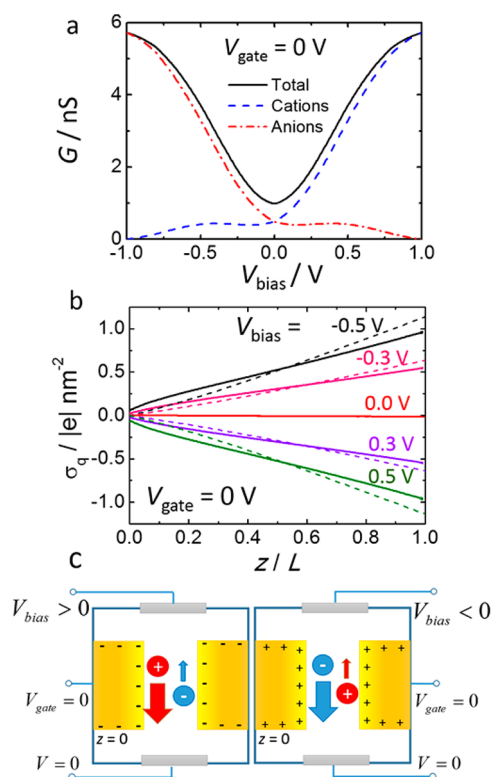 a
V_gate = 0 V
Total
Cations
Anions
G / nS
6
3
0
-1.0 -0.5 0.0 0.5 1.0
V_bias / V
b
V_bias =
-0.5 V
-0.3 V
0.0 V
0.3 V
0.5 V
V_gate = 0 V
σ_q / |e| nm⁻²
1.0
0.5
0.0
-0.5
-1.0
0.0 0.2 0.4 0.6 0.8 1.0
z / L
c
V_bias > 0
V_bias < 0
V_gate = 0
V_gate = 0
z = 0
z = 0
V = 0
V = 0